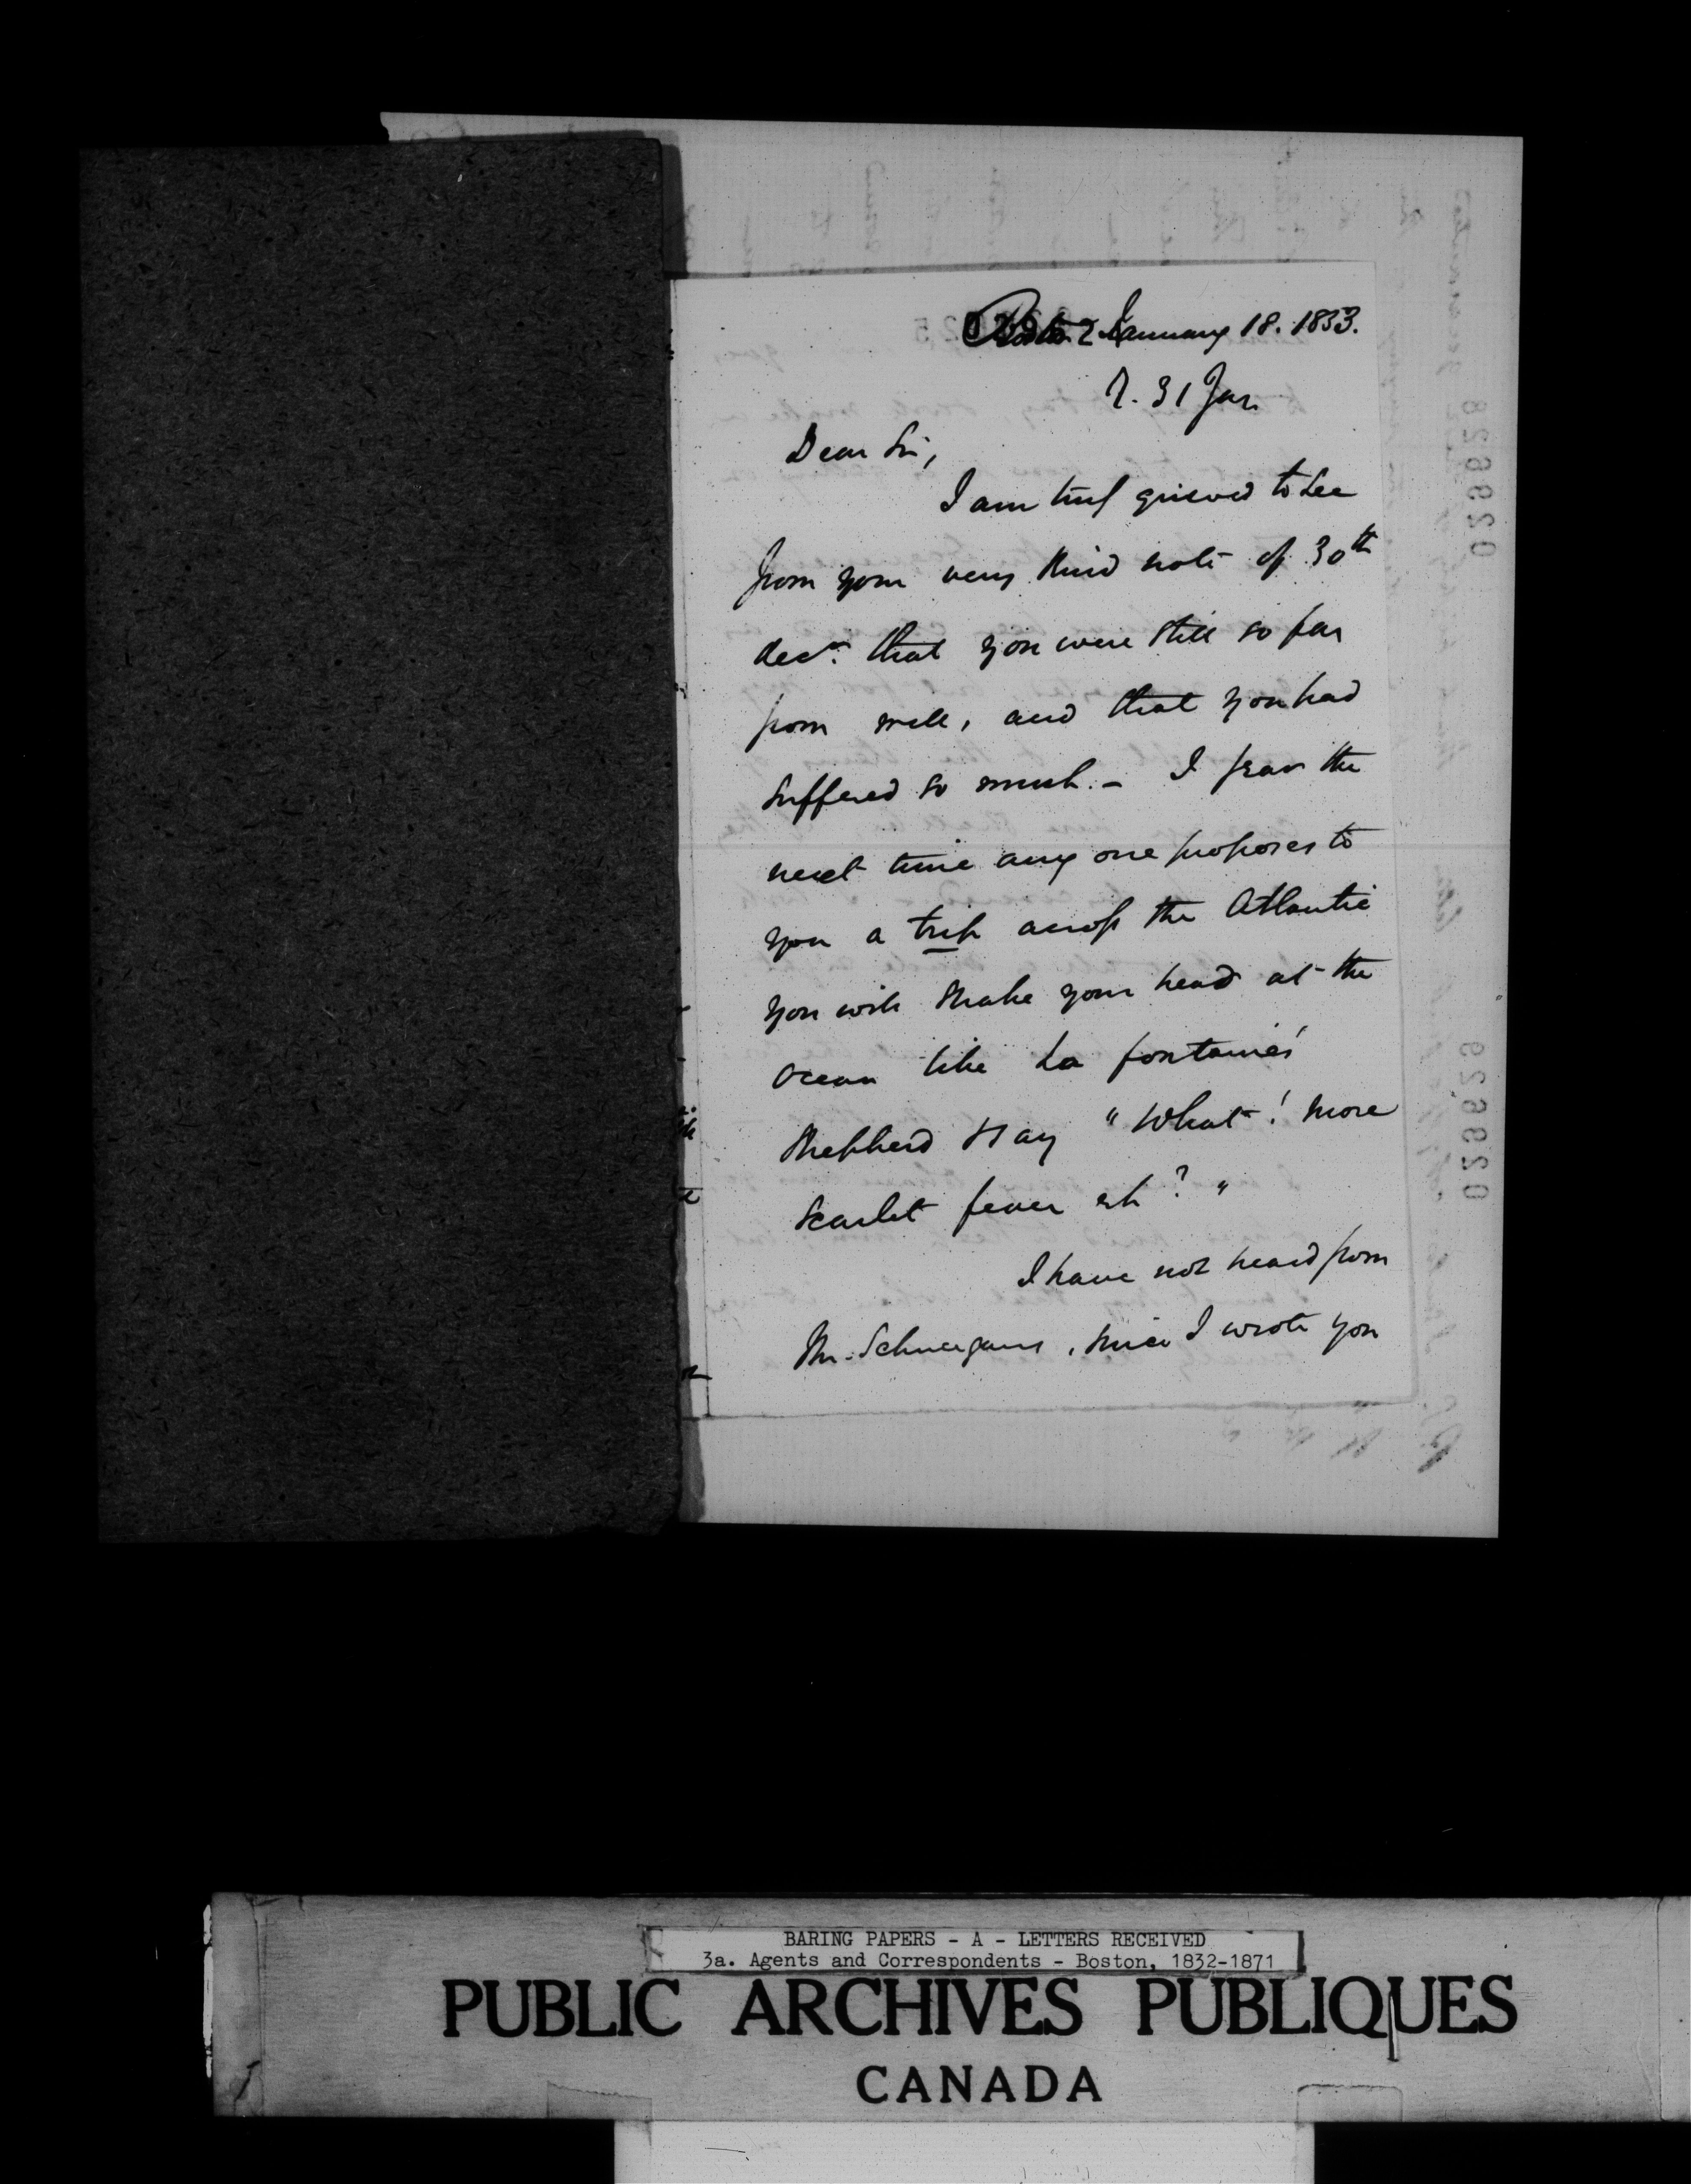 Boston January 18. 1853.
R. 31 Jan
Dear Sir,
I am truly grieved to see
from your very kind note of 30th
decr. that you were still so far
from well, and that you had
suffered so much. - I fear the
next time any one proposes to
you a trip across the Atlantic
you will shake your head at the
ocean like La fontaine's
shepherd & say "What! more
scarlet fever eh?"
I have not heard from
Mr. since I wrote you
029628
029629
BARING PAPERS - A - LETTERS RECEIVED
3a. Agents and Correspondents - Boston, 1832-1871
PUBLIC ARCHIVES PUBLIQUES
CANADA